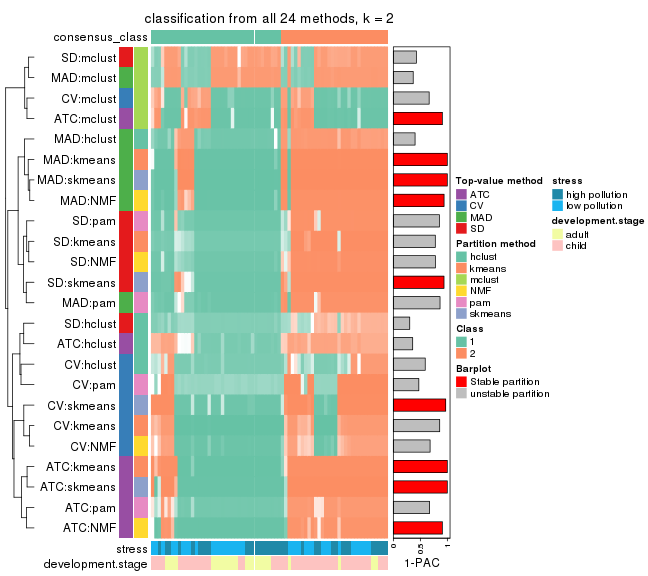 classification from all 24 methods, k = 2
consensus_class
SD:mclust
MAD:mclust
CV:mclust
ATC:mclust
MAD:hclust
MAD:kmeans
MAD:skmeans
MAD:NMF
SD:pam
SD:kmeans
SD:NMF
SD:skmeans
MAD:pam
SD:hclust
ATC:hclust
CV:hclust
CV:pam
CV:skmeans
CV:kmeans
CV:NMF
ATC:kmeans
ATC:skmeans
ATC:pam
ATC:NMF
stress
development.stage
0
0.5
1
1-PAC
Top-value method
ATC
CV
MAD
SD
Partition method
hclust
kmeans
mclust
NMF
pam
skmeans
Class
1
2
Barplot
Stable partition
unstable partition
stress
high pollution
low pollution
development.stage
adult
child